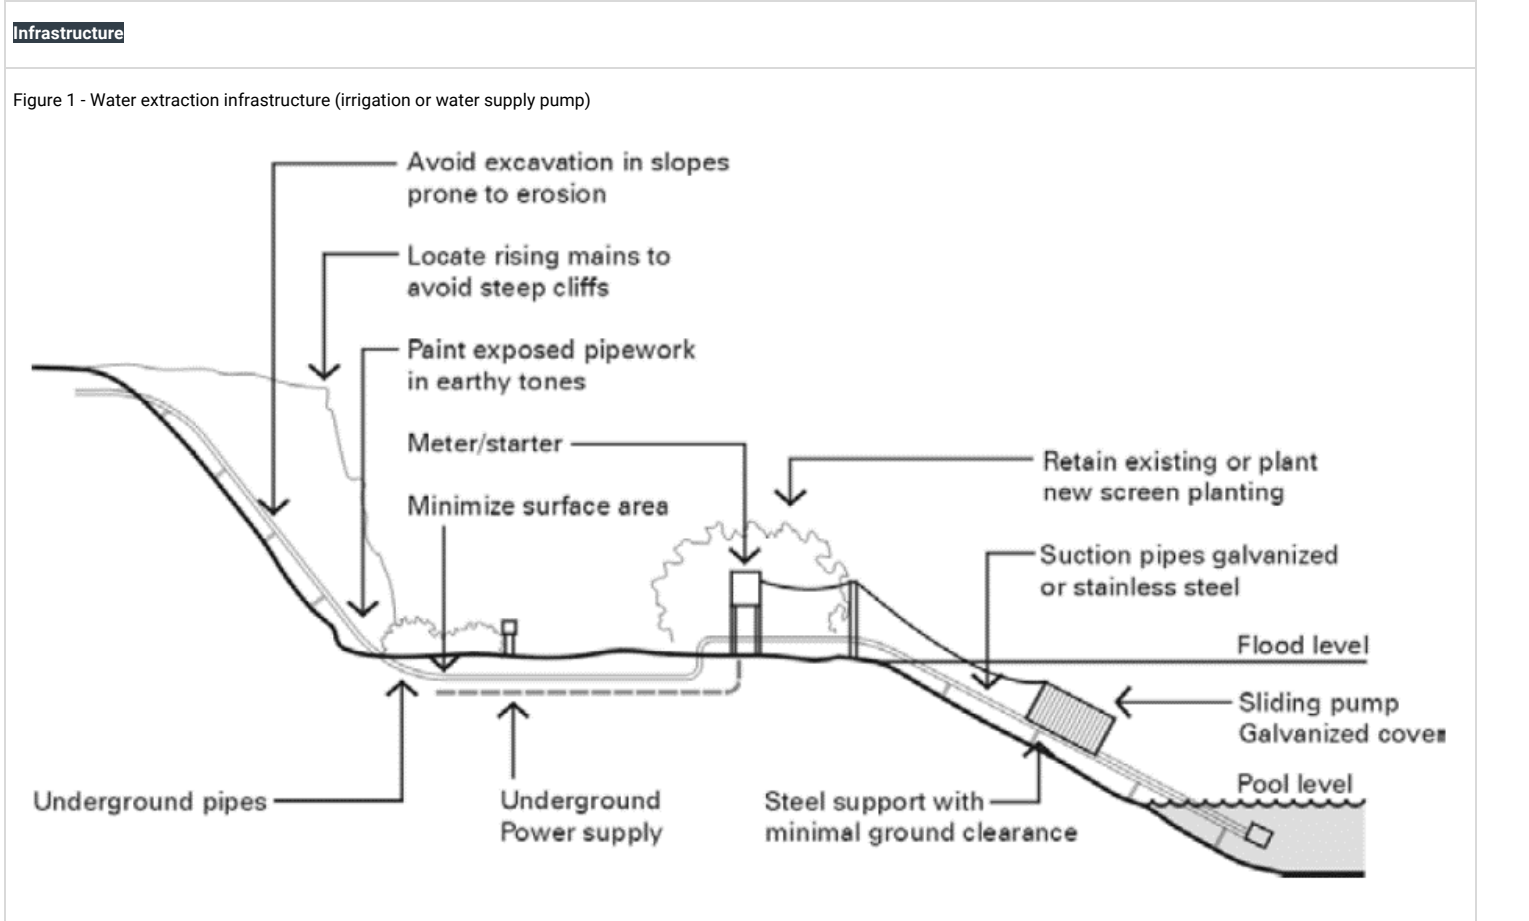 Infrastructure
Figure 1 - Water extraction infrastructure (irrigation or water supply pump)
Avoid excavation in slopes
prone to erosion
Locate rising mains to
avoid steep cliffs
Paint exposed pipework
in earthy tones
Meter/starter
Minimize surface area
Retain existing or plant
new screen planting
Suction pipes galvanized
or stainless steel
Flood level
Sliding pump
Galvanized cover
Pool level
Underground pipes
Underground
Power supply
Steel support with
minimal ground clearance